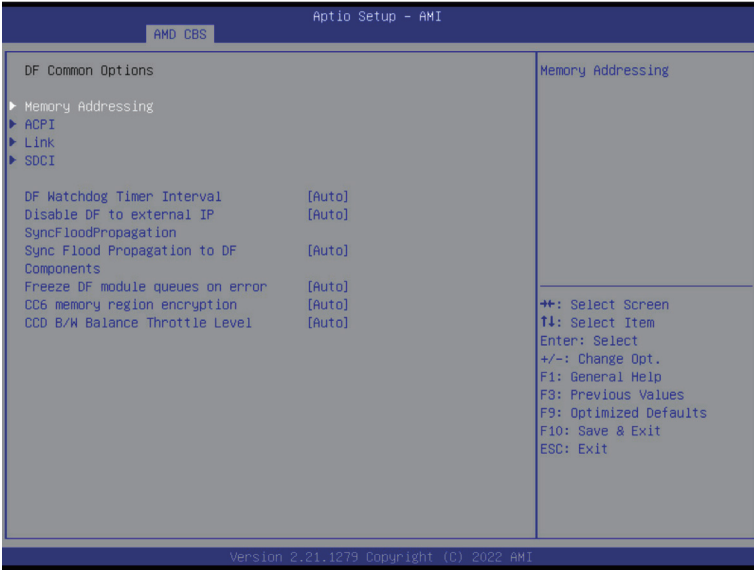 Aptio Setup – AMI
AMD CBS
DF Common Options
Memory Addressing
ACPI
Link
SDCI
DF Watchdog Timer Interval [Auto]
Disable DF to external IP [Auto]
SyncFloodPropagation
Sync Flood Propagation to DF [Auto]
Components
Freeze DF module queues on error [Auto]
CC6 memory region encryption [Auto]
CCD B/W Balance Throttle Level [Auto]
Memory Addressing
→←: Select Screen
↑↓: Select Item
Enter: Select
+/-: Change Opt.
F1: General Help
F3: Previous Values
F9: Optimized Defaults
F10: Save & Exit
ESC: Exit
Version 2.21.1279 Copyright (C) 2022 AMI